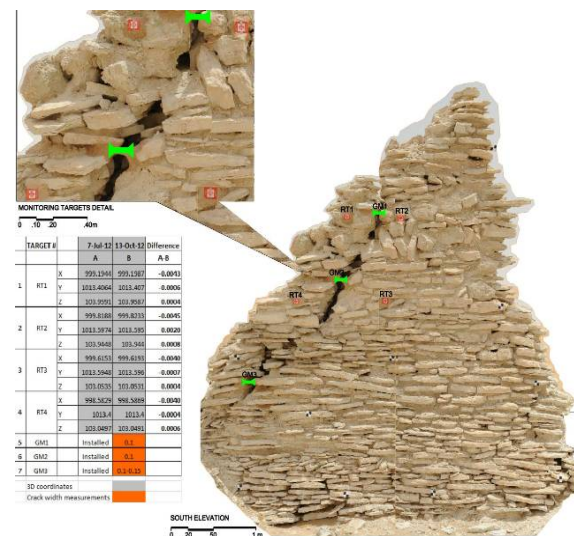 MONITORING TARGETS DETAIL
0 .10 .20 .40m
TARGET # 7-Jul-12 13-Oct-12 Difference
A B A-B
1 RT1 X 999.1944 999.1987 -0.0043
Y 1013.4064 1013.407 -0.0006
Z 103.9591 103.9587 0.0004
2 RT2 X 999.8188 999.8233 -0.0045
Y 1013.5974 1013.595 0.0020
Z 103.9448 103.944 0.0008
3 RT3 X 999.6153 999.6193 -0.0040
Y 1013.5948 1013.596 -0.0007
Z 103.0535 103.0531 0.0004
4 RT4 X 998.5829 998.5869 -0.0040
Y 1013.4 1013.4 -0.0004
Z 103.0497 103.0491 0.0006
5 GM1 Installed 0.1
6 GM2 Installed 0.1
7 GM3 Installed 0.1-0.15
3D coordinates
Crack width measurements
RT1 GM1 RT2
GM2
RT4 RT3
GM3
SOUTH ELEVATION
0 20 50 1 m